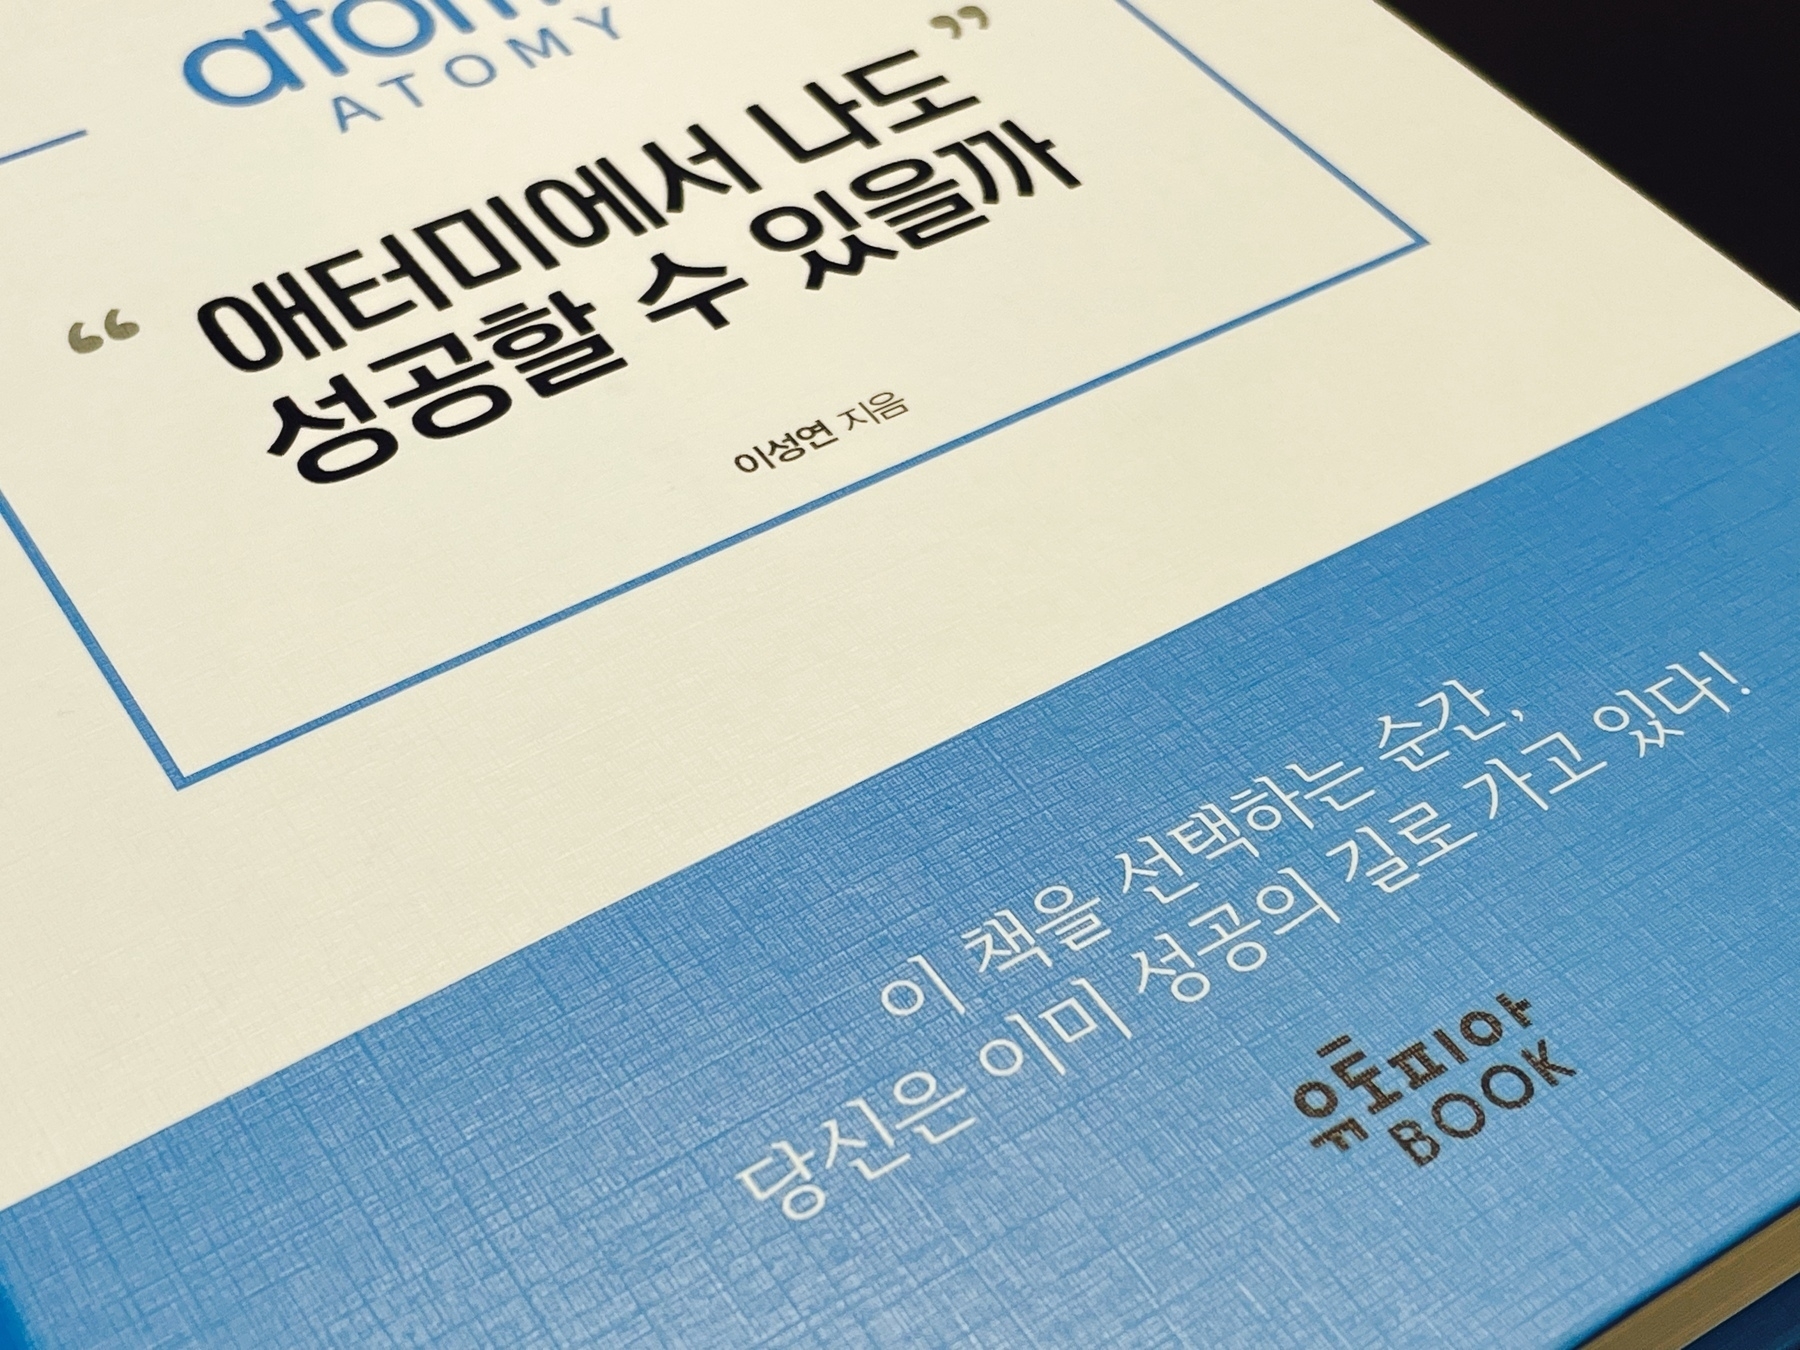 ATOMY
“ 애터미에서 나도 ”
성공할 수 있을까
이성연 지음
이 책을 선택하는 순간,
당신은 이미 성공의 길로 가고 있다!
유토피아
BOOK